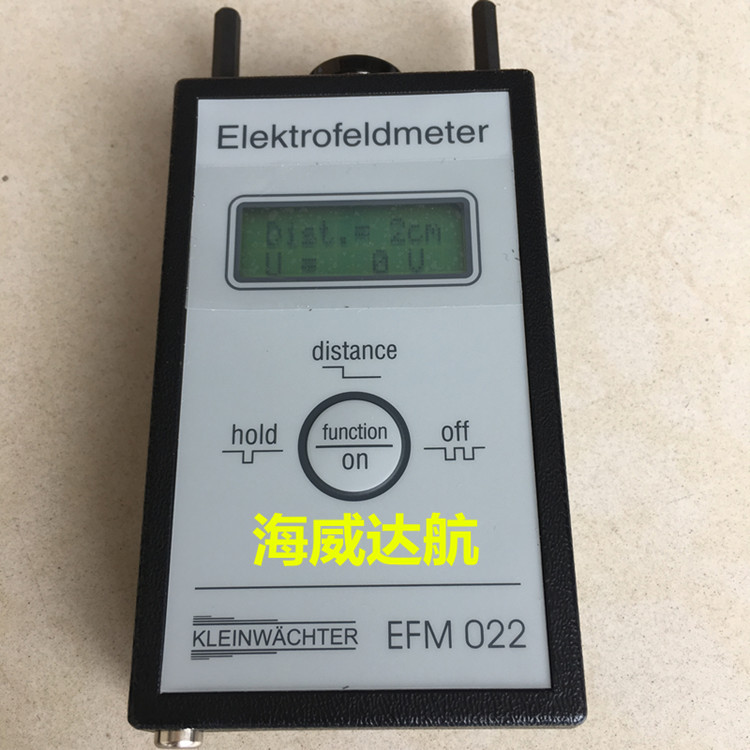 Elektrofeldmeter
Dist.= 2cm
U = 0 V
distance
hold
function
on
off
海威达航
KLEINWÄCHTER
EFM 022